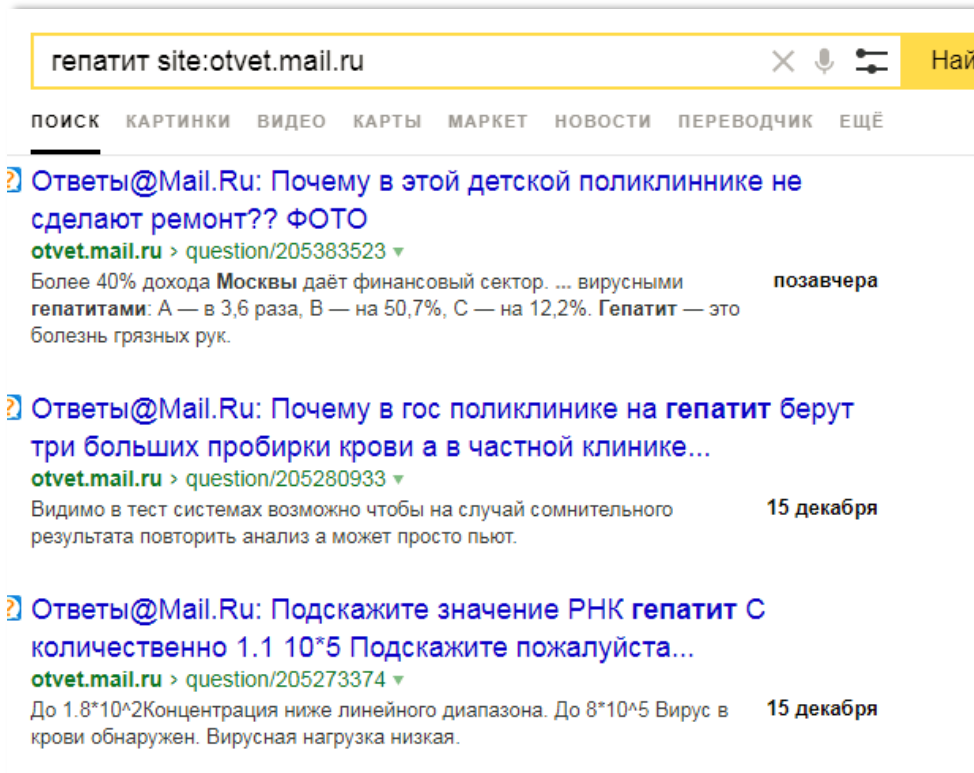 гепатит site:otvet.mail.ru Най
ПОИСК КАРТИНКИ ВИДЕО КАРТЫ МАРКЕТ НОВОСТИ ПЕРЕВОДЧИК ЕЩЁ
Ответы@Mail.Ru: Почему в этой детской поликлиннике не
сделают ремонт?? ФОТО
otvet.mail.ru › question/205383523
Более 40% дохода Москвы даёт финансовый сектор. ... вирусными позавчера
гепатитами: А — в 3,6 раза, В — на 50,7%, С — на 12,2%. Гепатит — это
болезнь грязных рук.
Ответы@Mail.Ru: Почему в гос поликлинике на гепатит берут
три больших пробирки крови а в частной клинике...
otvet.mail.ru › question/205280933
Видимо в тест системах возможно чтобы на случай сомнительного 15 декабря
результата повторить анализ а может просто пьют.
Ответы@Mail.Ru: Подскажите значение РНК гепатит С
количественно 1.1 10*5 Подскажите пожалуйста...
otvet.mail.ru › question/205273374
До 1.8*10^2Концентрация ниже линейного диапазона. До 8*10^5 Вирус в 15 декабря
крови обнаружен. Вирусная нагрузка низкая.